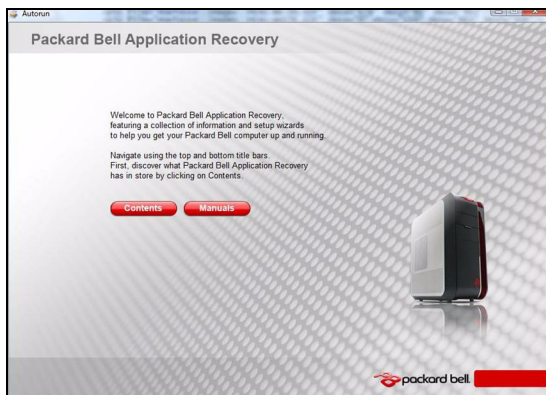 Autorun
Packard Bell Application Recovery
Welcome to Packard Bell Application Recovery,
featuring a collection of information and setup wizards
to help you get your Packard Bell computer up and running.
Navigate using the top and bottom title bars.
First, discover what Packard Bell Application Recovery
has in store by clicking on Contents.
Contents
Manuals
packard bell.